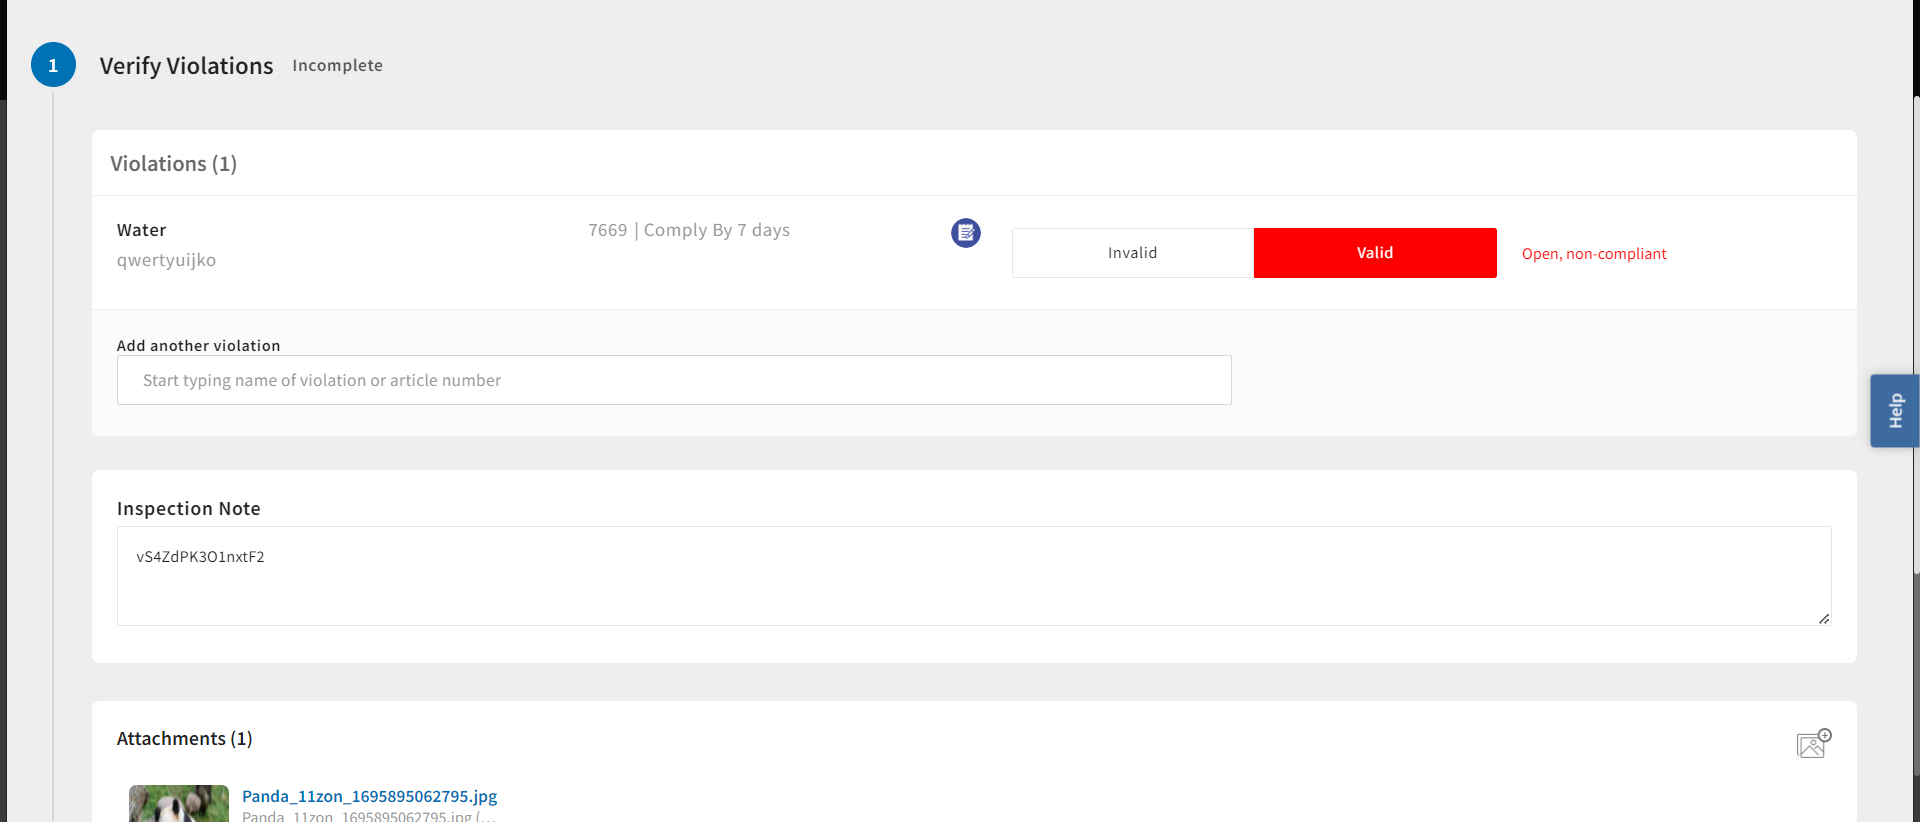 1
Verify Violations Incomplete
Violations (1)
Water
7669 | Comply By 7 days
Invalid
Valid
Open, non-compliant
qwertyuijko
Add another violation
Start typing name of violation or article number
Help
Inspection Note
vS4ZdPK3O1nxtF2
Attachments (1)
Panda_11zon_1695895062795.jpg
Panda_11zon_1695895062795.jpg (...